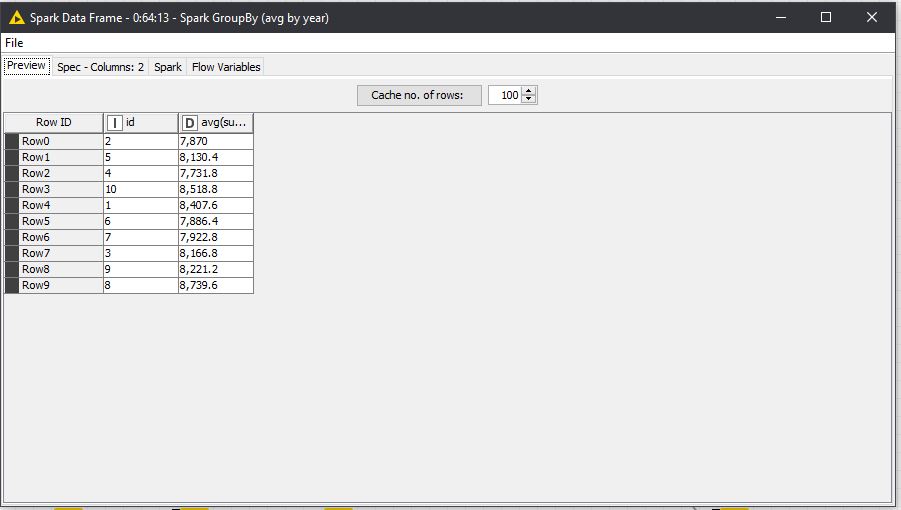 Spark Data Frame - 0:64:13 - Spark GroupBy (avg by year)
File
Preview Spec - Columns: 2 Spark Flow Variables
Cache no. of rows: 100
Row ID I id D avg(su...
Row0 2 7,870
Row1 5 8,130.4
Row2 4 7,731.8
Row3 10 8,518.8
Row4 1 8,407.6
Row5 6 7,886.4
Row6 7 7,922.8
Row7 3 8,166.8
Row8 9 8,221.2
Row9 8 8,739.6